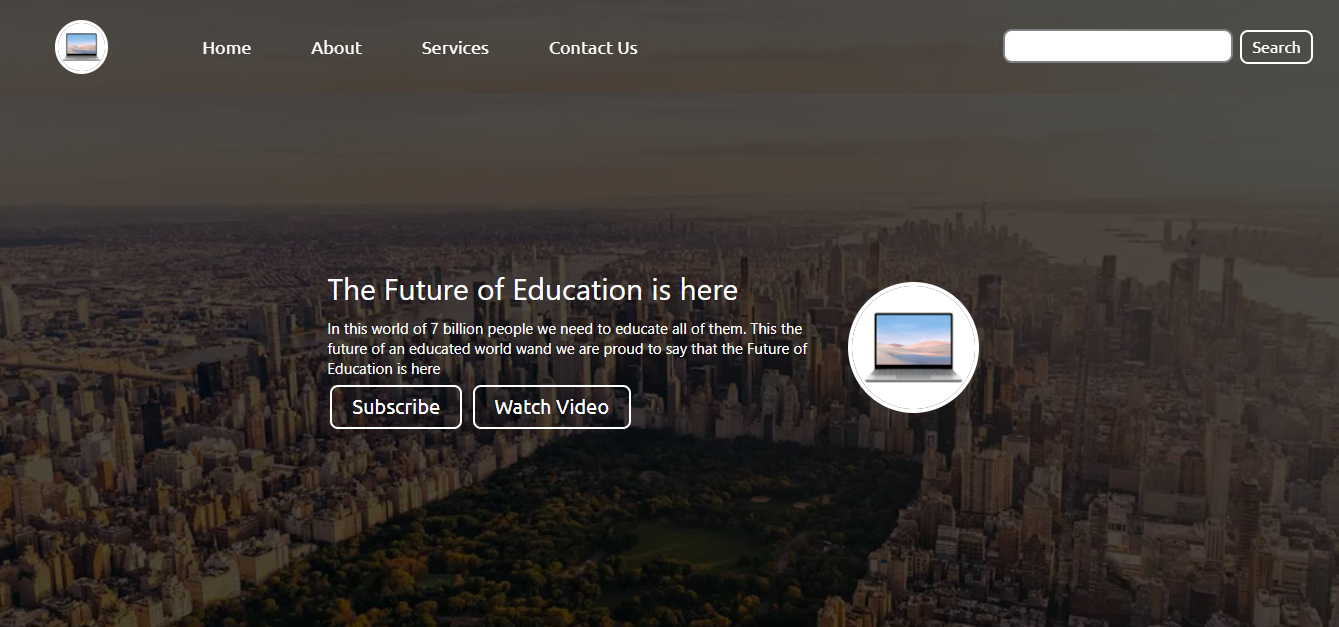 Home About Services Contact Us Search
The Future of Education is here
In this world of 7 billion people we need to educate all of them. This the
future of an educated world wand we are proud to say that the Future of
Education is here
Subscribe Watch Video